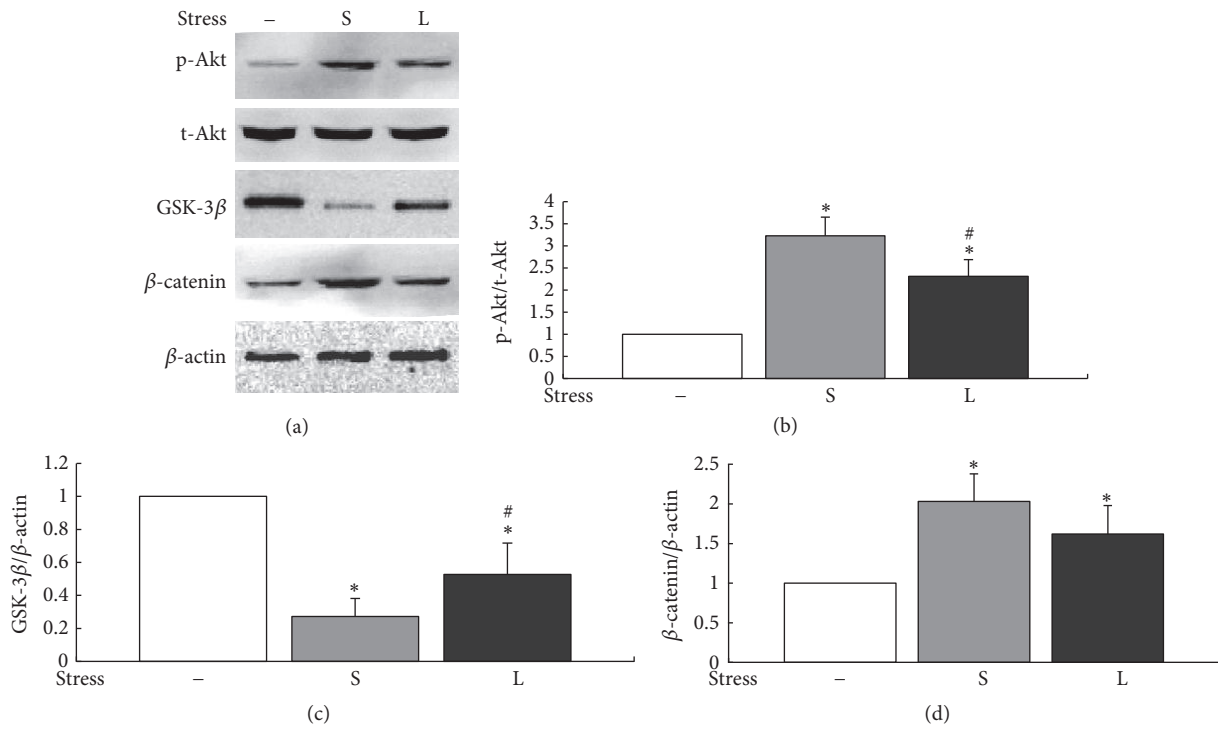 Stress – S L
p-Akt
t-Akt
GSK-3β
β-catenin
β-actin
(a)
p-Akt/t-Akt
4
3.5
3
2.5
2
1
1
0.5
0
*
#
*
Stress – S L
(b)
GSK-3β/β-actin
1.2
1
0.8
0.6
0.4
0.2
0
*
#
*
Stress – S L
(c)
β-catenin/β-actin
2.5
2
1.5
1
0.5
0
*
*
Stress – S L
(d)